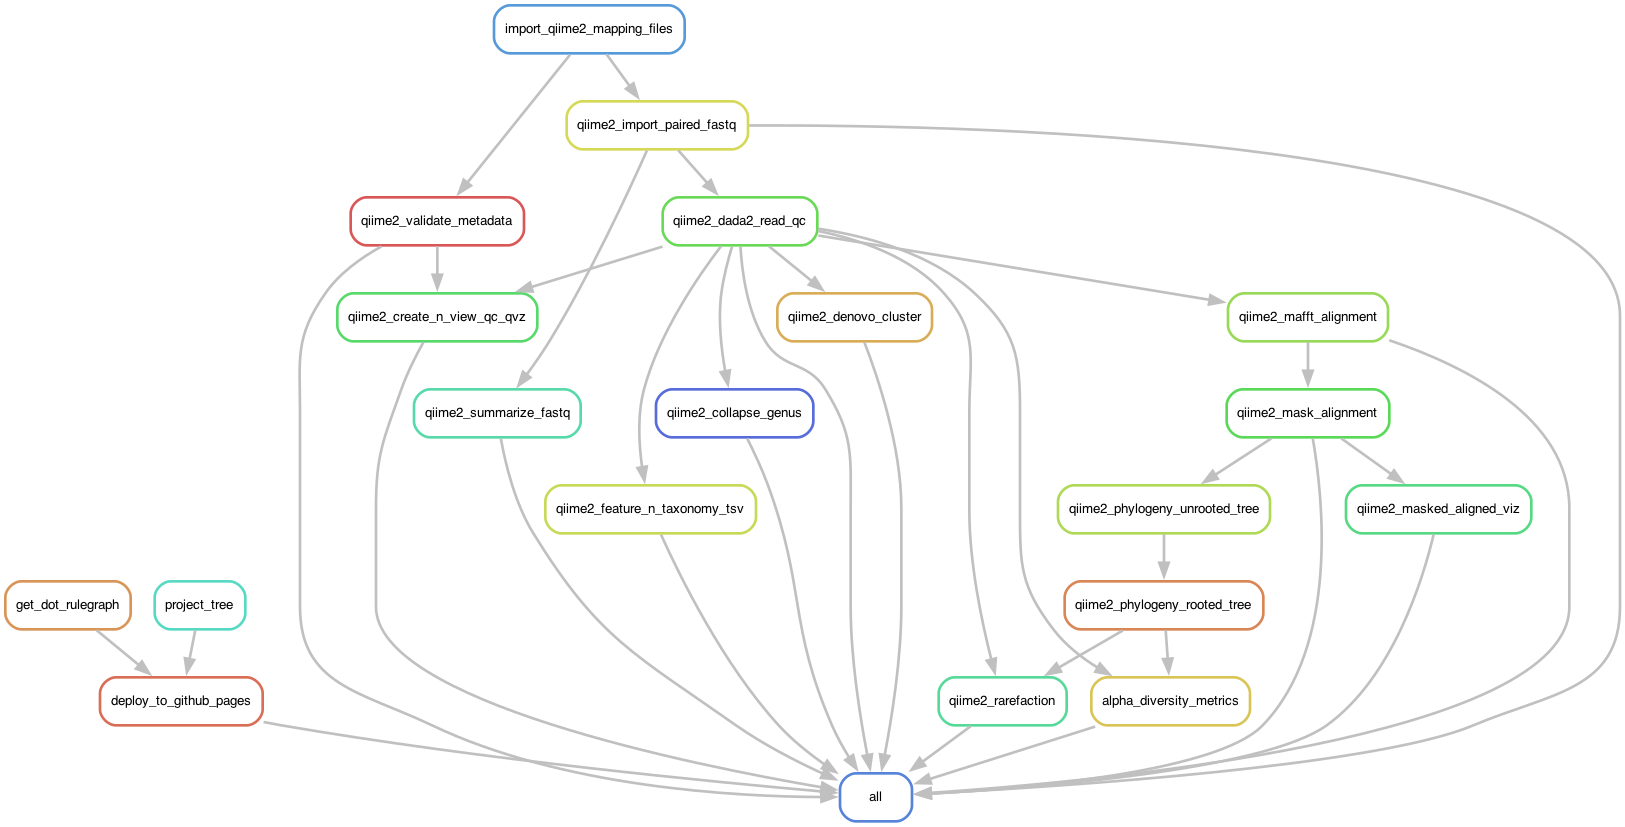 import_qiime2_mapping_files
qiime2_import_paired_fastq
qiime2_validate_metadata
qiime2_dada2_read_qc
qiime2_create_n_view_qc_qvz
qiime2_denovo_cluster
qiime2_mafft_alignment
qiime2_summarize_fastq
qiime2_collapse_genus
qiime2_mask_alignment
qiime2_feature_n_taxonomy_tsv
qiime2_phylogeny_unrooted_tree
qiime2_masked_aligned_viz
get_dot_rulegraph
project_tree
qiime2_phylogeny_rooted_tree
deploy_to_github_pages
qiime2_rarefaction
alpha_diversity_metrics
all